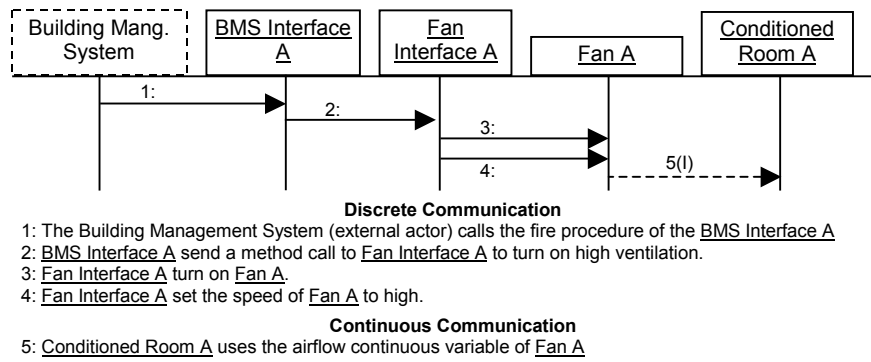 Building Mang.
System
BMS Interface
A
Fan
Interface A
Fan A
Conditioned
Room A
1:
2:
3:
4:
5(I)
Discrete Communication
1: The Building Management System (external actor) calls the fire procedure of the BMS Interface A
2: BMS Interface A send a method call to Fan Interface A to turn on high ventilation.
3: Fan Interface A turn on Fan A.
4: Fan Interface A set the speed of Fan A to high.
Continuous Communication
5: Conditioned Room A uses the airflow continuous variable of Fan A